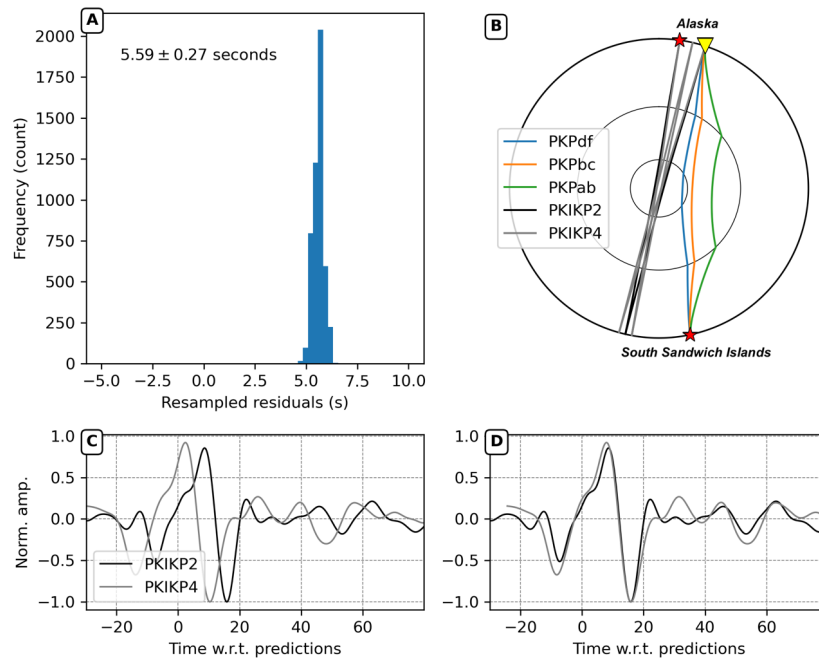 A
5.59 ± 0.27 seconds
Frequency (count)
2000
1750
1500
1250
1000
750
500
250
0
−5.0 −2.5 0.0 2.5 5.0 7.5 10.0
Resampled residuals (s)
B
Alaska
PKPdf
PKPbc
PKPab
PKIKP2
PKIKP4
South Sandwich Islands
C
Norm. amp.
1.0
0.5
0.0
−0.5
−1.0
PKIKP2
PKIKP4
−20 0 20 40 60
Time w.r.t. predictions
D
1.0
0.5
0.0
−0.5
−1.0
−20 0 20 40 60
Time w.r.t. predictions